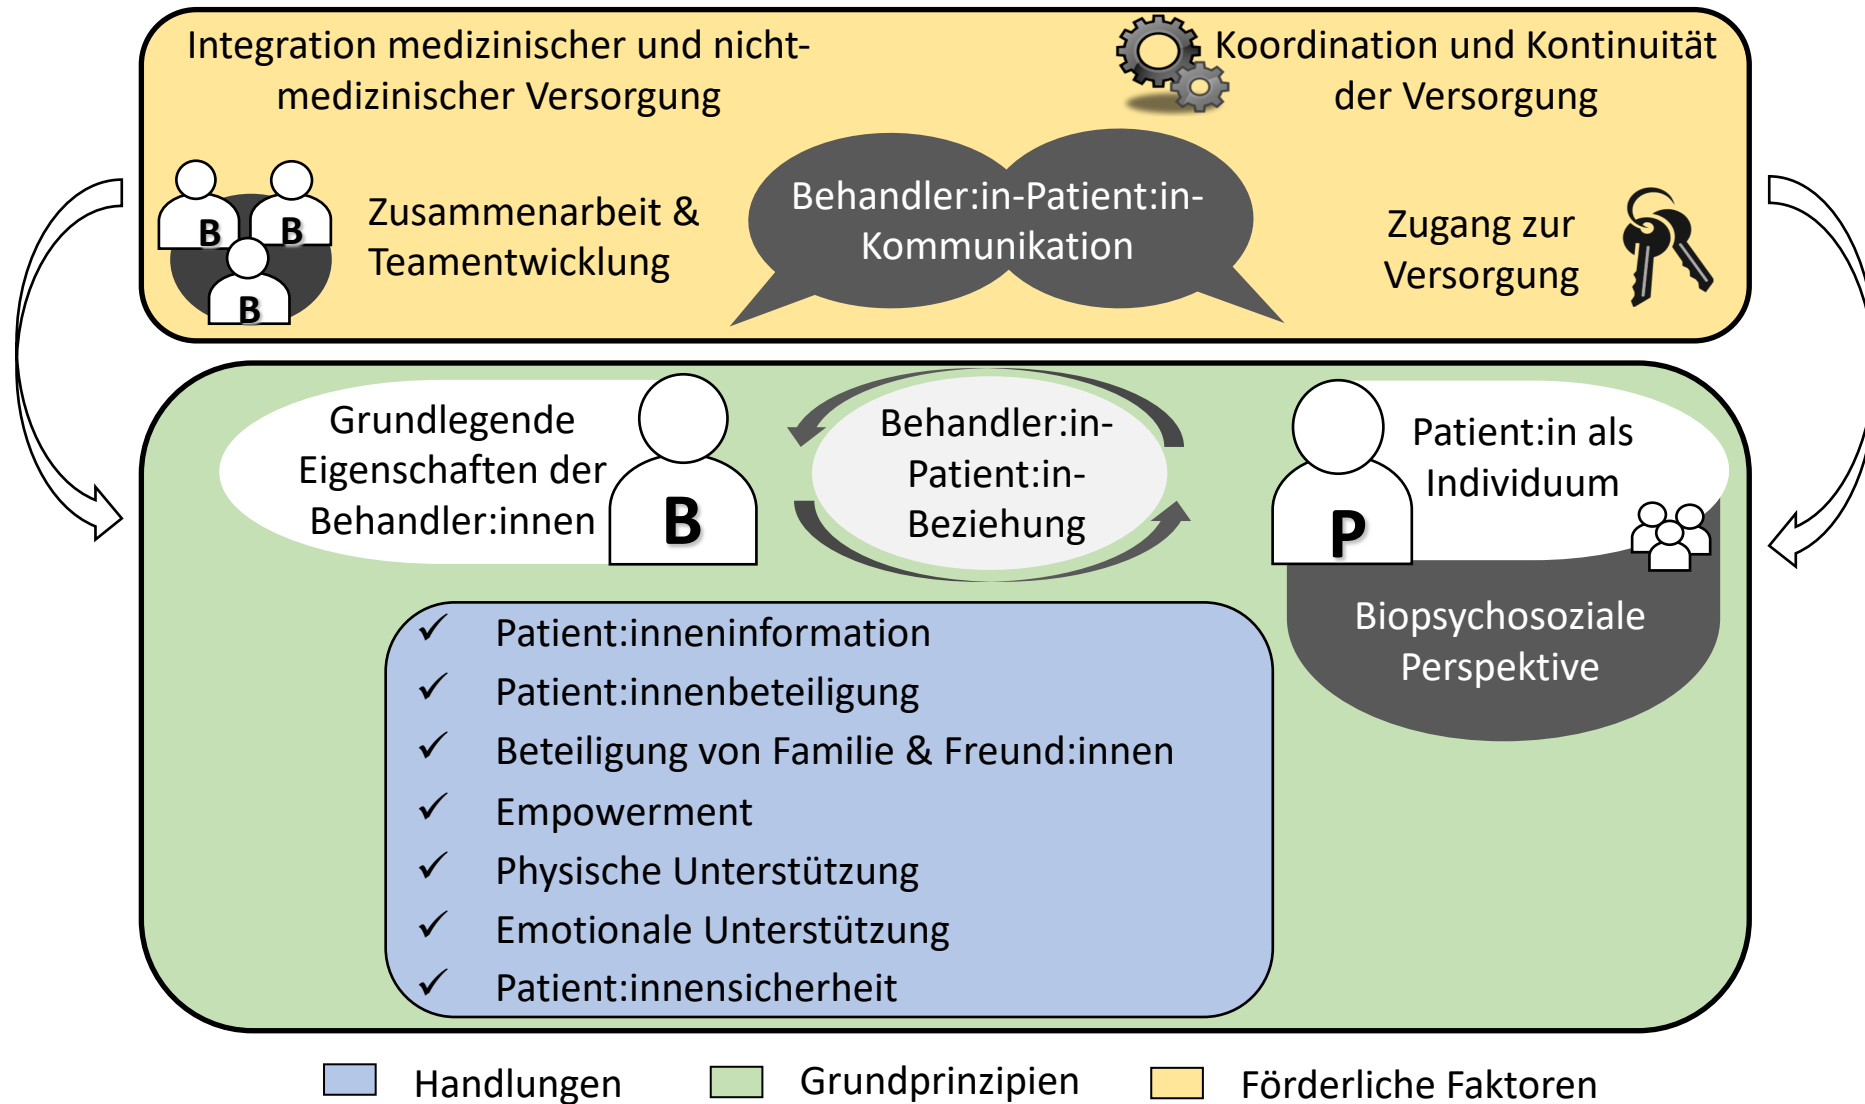 Integration medizinischer und nicht-
medizinischer Versorgung
Koordination und Kontinuität
der Versorgung
B
B
B
Zusammenarbeit &
Teamentwicklung
Behandler:in-Patient:in-
Kommunikation
Zugang zur
Versorgung
Grundlegende
Eigenschaften der
Behandler:innen
B
Behandler:in-
Patient:in-
Beziehung
P
Patient:in als
Individuum
Biopsychosoziale
Perspektive
✓ Patient:inneninformation
✓ Patient:innenbeteiligung
✓ Beteiligung von Familie & Freund:innen
✓ Empowerment
✓ Physische Unterstützung
✓ Emotionale Unterstützung
✓ Patient:innensicherheit
Handlungen
Grundprinzipien
Förderliche Faktoren